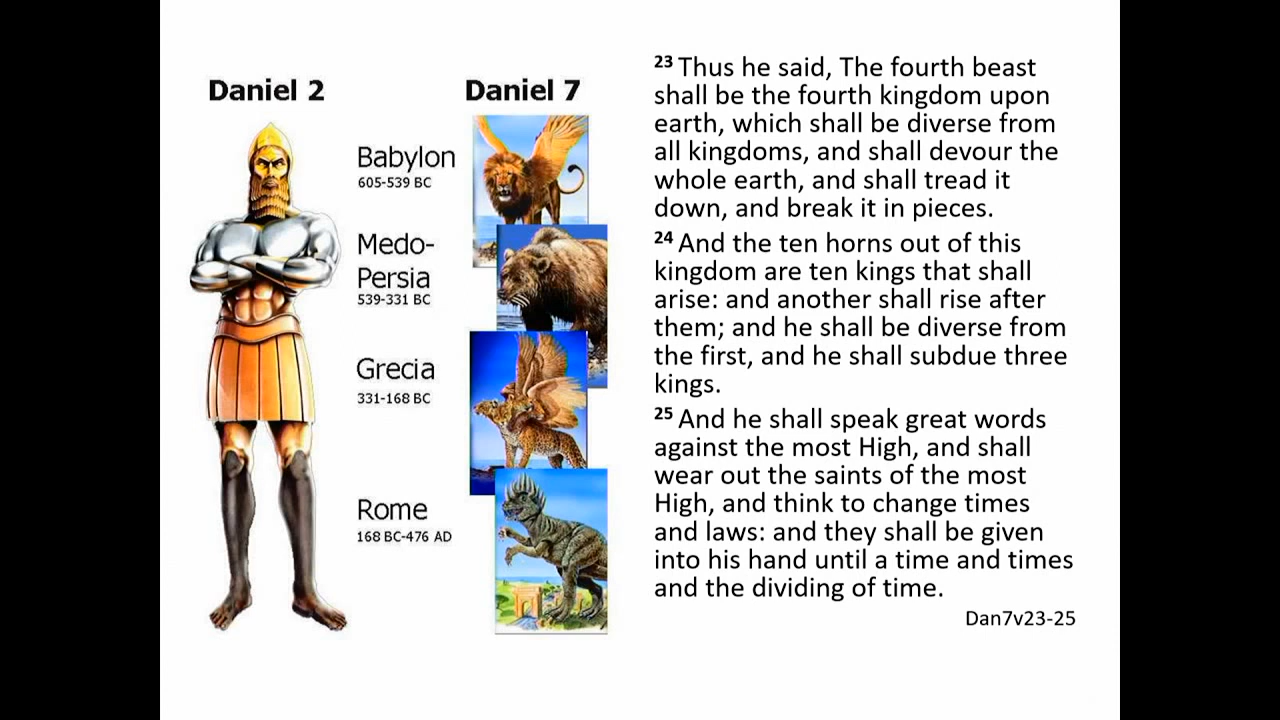 Daniel 2
Daniel 7
Babylon
605-539 BC
Medo-
Persia
539-331 BC
Grecia
331-168 BC
Rome
168 BC-476 AD
23 Thus he said, The fourth beast
shall be the fourth kingdom upon
earth, which shall be diverse from
all kingdoms, and shall devour the
whole earth, and shall tread it
down, and break it in pieces.
24 And the ten horns out of this
kingdom are ten kings that shall
arise: and another shall rise after
them; and he shall be diverse from
the first, and he shall subdue three
kings.
25 And he shall speak great words
against the most High, and shall
wear out the saints of the most
High, and think to change times
and laws: and they shall be given
into his hand until a time and times
and the dividing of time.
Dan7v23-25